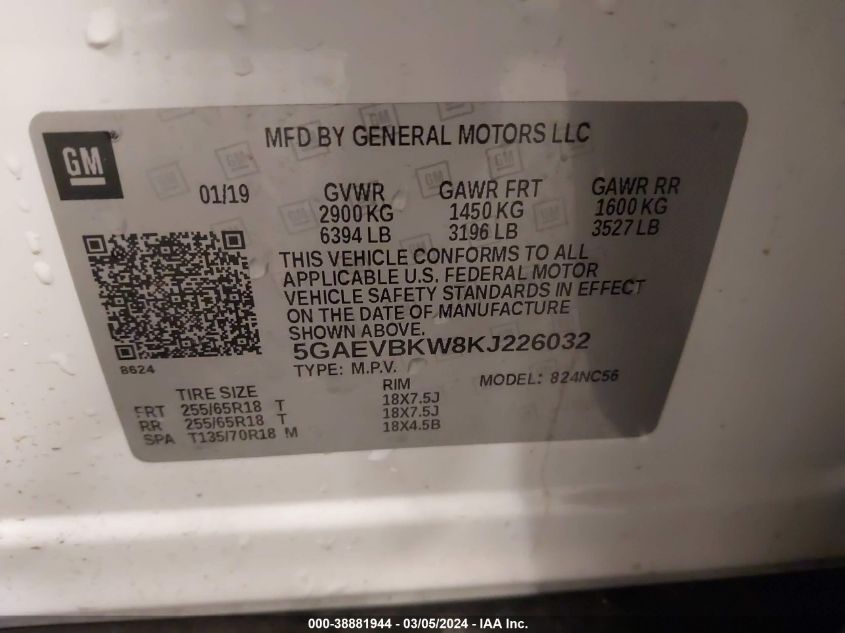 GM ®
MFD BY GENERAL MOTORS LLC
01/19 GVWR GAWR FRT GAWR RR
2900 KG 1450 KG 1600 KG
6394 LB 3196 LB 3527 LB
THIS VEHICLE CONFORMS TO ALL
APPLICABLE U.S. FEDERAL MOTOR
VEHICLE SAFETY STANDARDS IN EFFECT
ON THE DATE OF MANUFACTURE
SHOWN ABOVE.
5GAEVBKW8KJ226032
8624
TYPE: M.P.V. MODEL: 824NC56
TIRE SIZE RIM
FRT 255/65R18 T 18X7.5J
RR 255/65R18 T 18X7.5J
SPA T135/70R18 M 18X4.5B
000-38881944 - 03/05/2024 - IAA Inc.